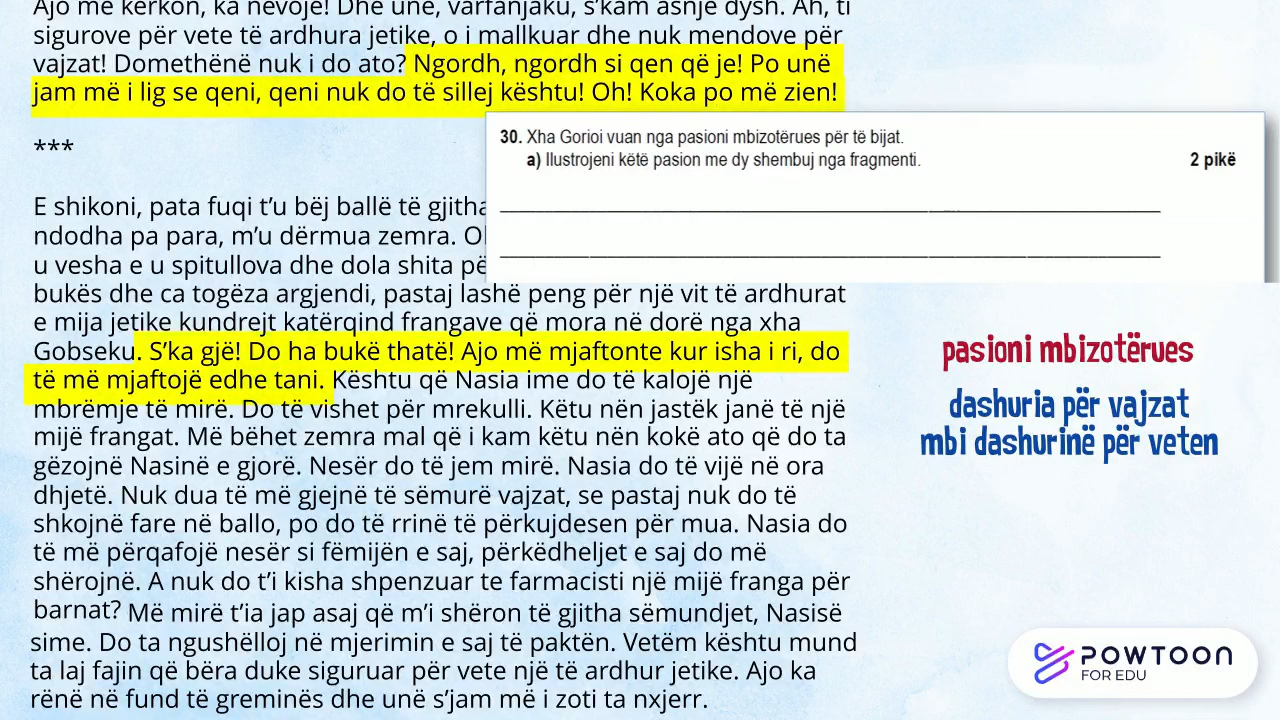 Ajo më kërkon, ka nevojë! Dhe unë, varfanjaku, s'kam asnjë dysh. Ah, ti
sigurove për vete të ardhura jetike, o i mallkuar dhe nuk mendove për
vajzat! Domethënë nuk i do ato? Ngordh, ngordh si qen që je! Po unë
jam më i lig se qeni, qeni nuk do të sillej kështu! Oh! Koka po më zien!
***
E shikoni, pata fuqi t'u bëj ballë të gjitha
ndodha pa para, m'u dërmua zemra.
u vesha e u spitullova dhe dola shita
bukës dhe ca togëza argjendi, pastaj lashë peng për një vit të ardhurat
e mija jetike kundrejt katërqind frangave që mora në dorë nga xha
Gobseku. S'ka gjë! Do ha bukë thatë! Ajo më mjaftonte kur isha i ri, do
të më mjaftojë edhe tani. Kështu që Nasia ime do të kalojë një
mbrëmje të mirë. Do të vishet për mrekulli. Këtu nën jastëk janë të një
mijë frangat. Më bëhet zemra mal që i kam këtu nën kokë ato që do ta
gëzojnë Nasinë e gjorë. Nesër do të jem mirë. Nasia do të vijë në ora
dhjetë. Nuk dua të më gjejnë të sëmurë vajzat, se pastaj nuk do të
shkojnë fare në ballo, po do të rrinë të përkujdesen për mua. Nasia do
të më përqafojë nesër si fëmijën e saj, përkëdheljet e saj do më
shërojnë. A nuk do t'i kisha shpenzuar te farmacisti një mijë franga për
barnat? Më mirë t'ia jap asaj që m'i shëron të gjitha sëmundjet, Nasisë
sime. Do ta ngushëlloj në mjerimin e saj të paktën. Vetëm kështu mund
ta laj fajin që bëra duke siguruar për vete një të ardhur jetike. Ajo ka
rënë në fund të greminës dhe unë s'jam më i zoti ta nxjerr.
30. Xha Gorioi vuan nga pasioni mbizotërues për të bijat.
a) Ilustrojeni këtë pasion me dy shembuj nga fragmenti. 2 pikë
pasioni mbizotërues
dashuria për vajzat
mbi dashurinë për veten
POWTOON
FOR EDU